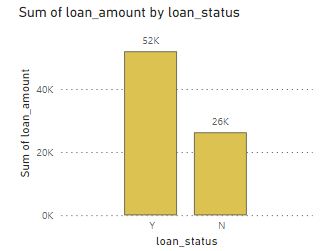 Sum of loan_amount by loan_status
52K
26K
40K
20K
0K
Sum of loan_amount
Y
N
loan_status